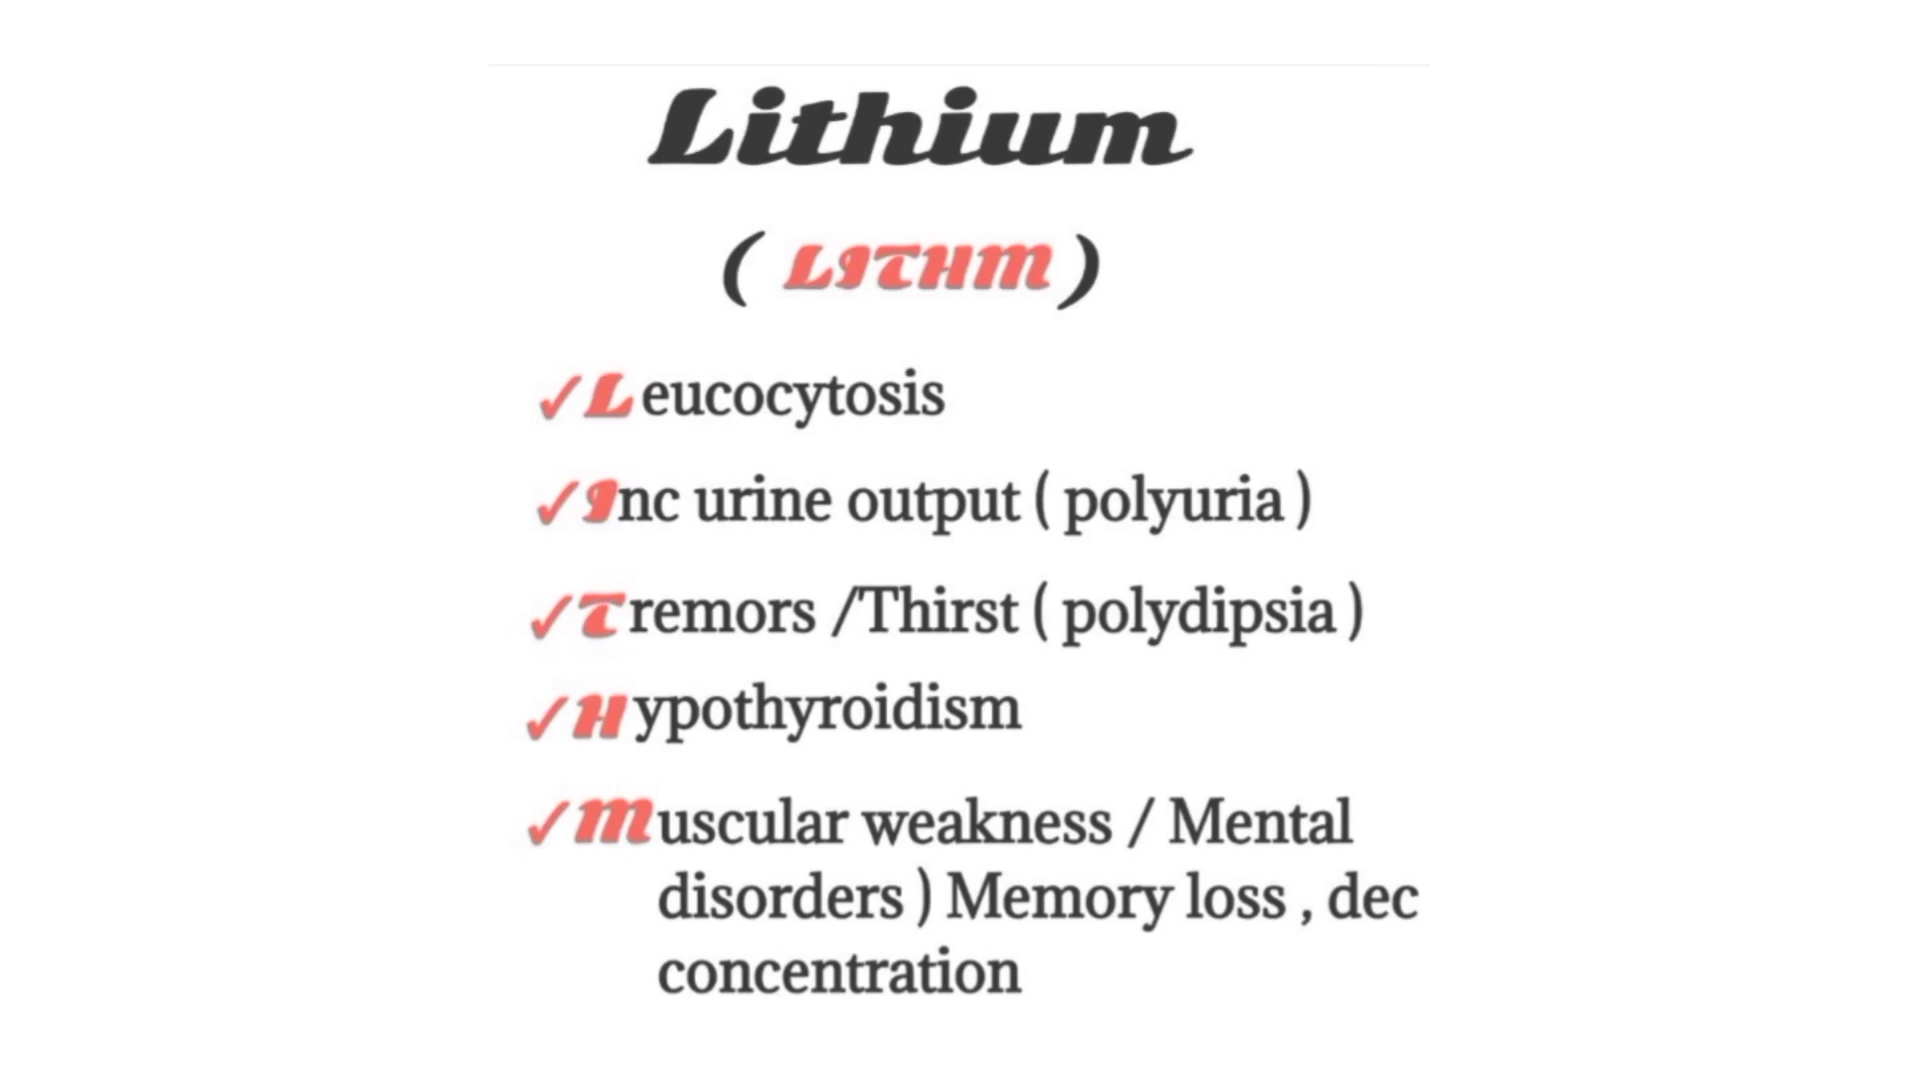 Lithium
( LITHM )
✓Leucocytosis
✓Inc urine output ( polyuria )
✓Tremors /Thirst ( polydipsia )
✓Hypothyroidism
✓Muscular weakness / Mental
disorders ) Memory loss , dec
concentration